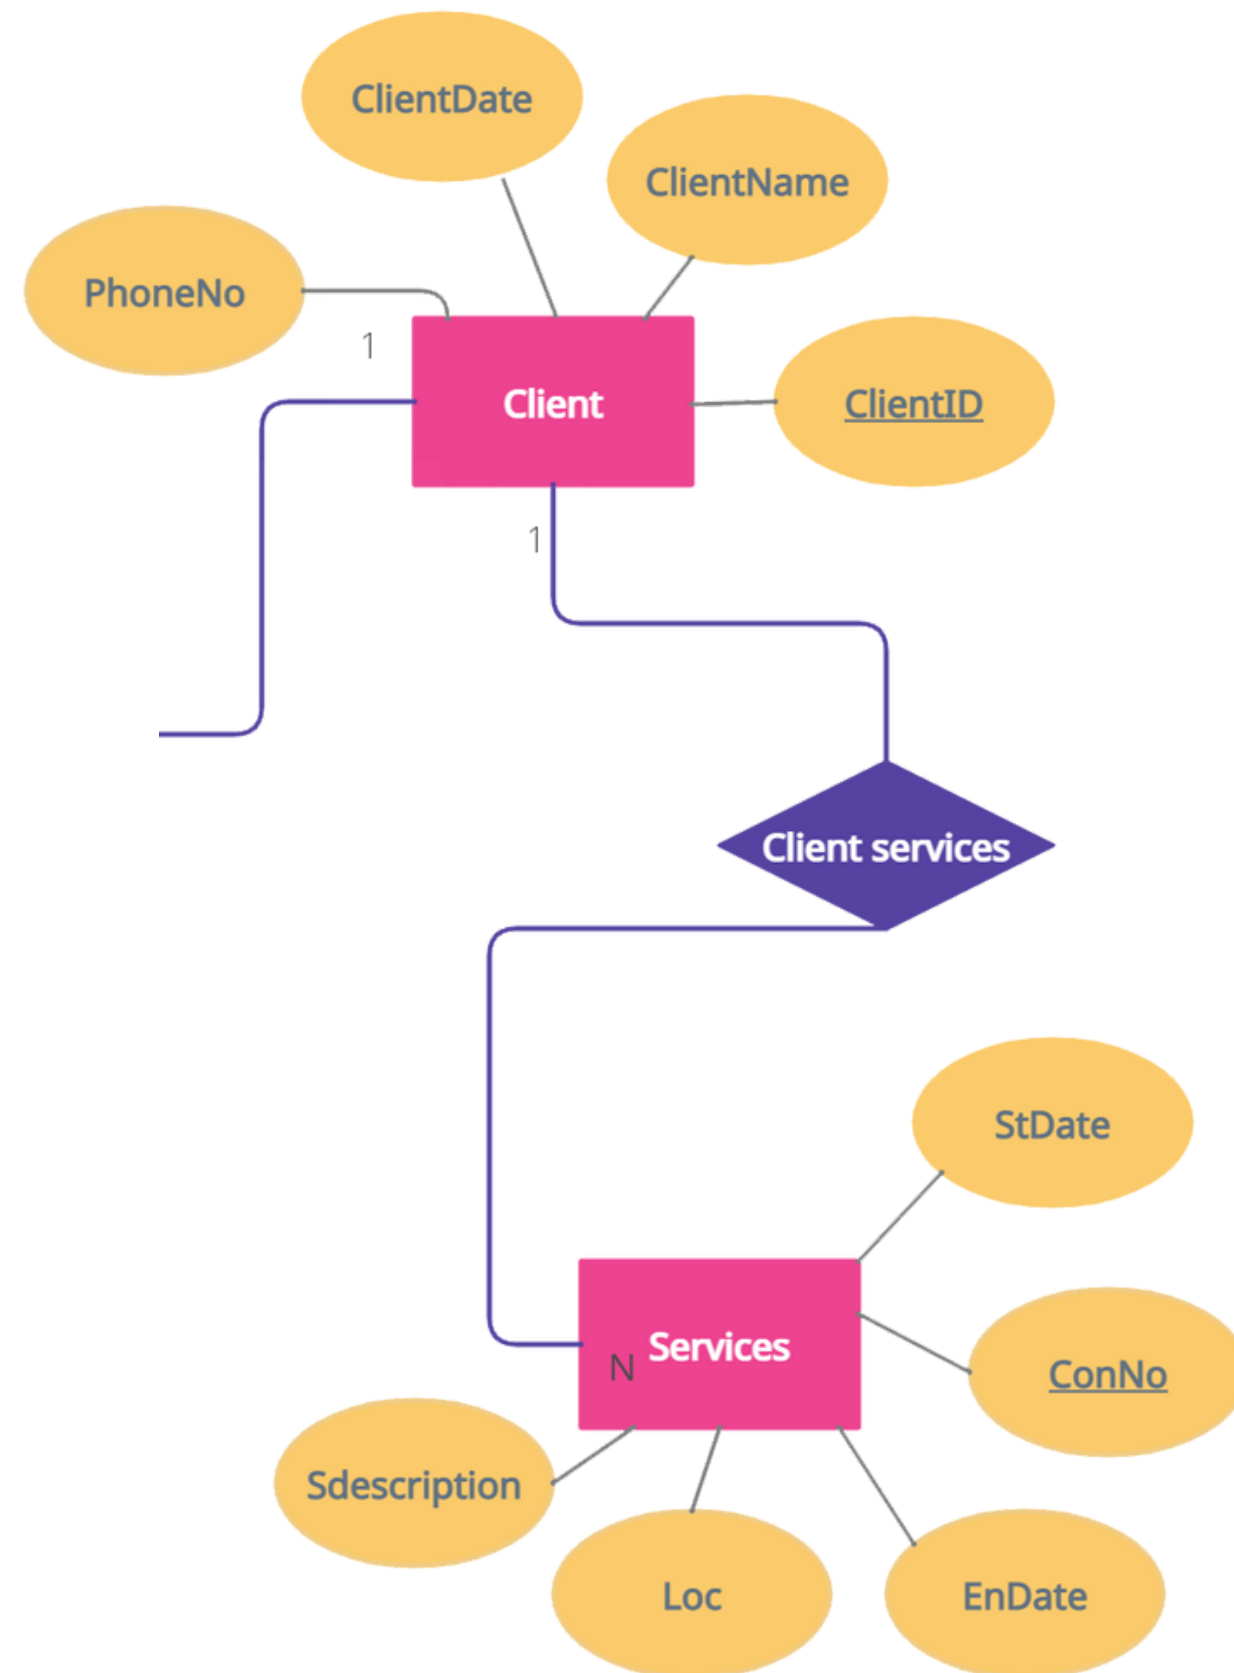 ClientDate
ClientName
PhoneNo
1
Client
ClientID
1
Client services
StDate
Services
N
ConNo
Sdescription
Loc
EnDate